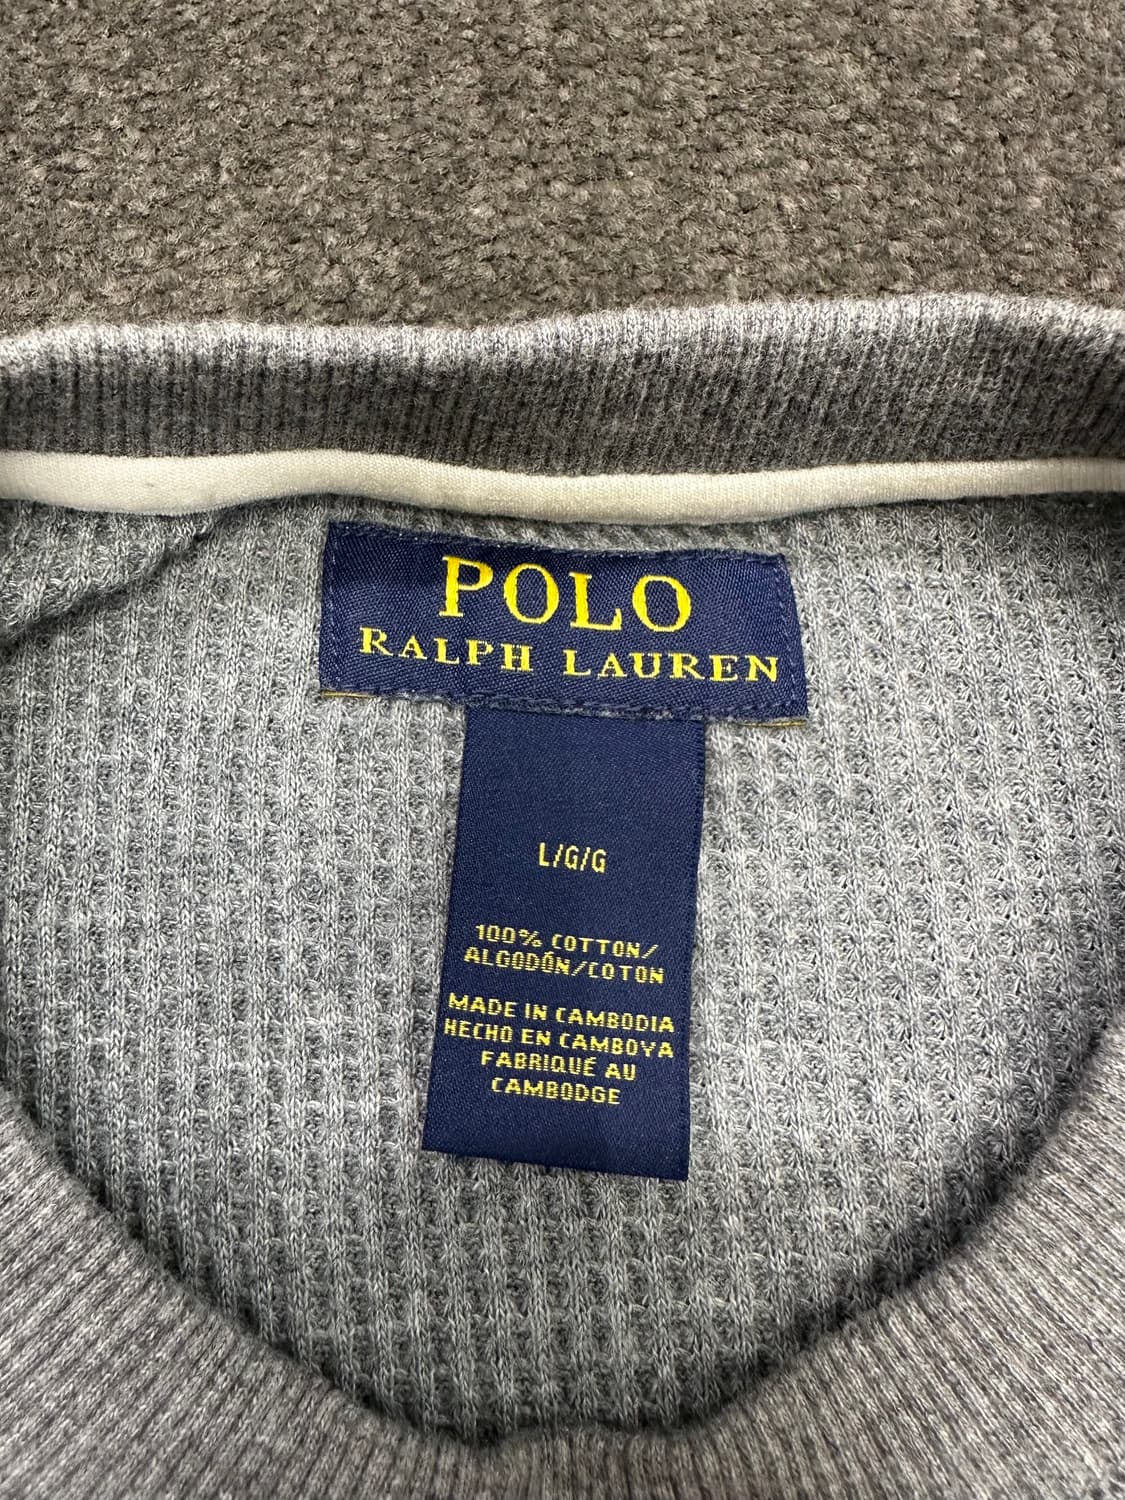 POLO
RALPH LAUREN
L/G/G
100% COTTON/
ALGODÓN/COTON
MADE IN CAMBODIA
HECHO EN CAMBOYA
FABRIQUÉ AU
CAMBODGE